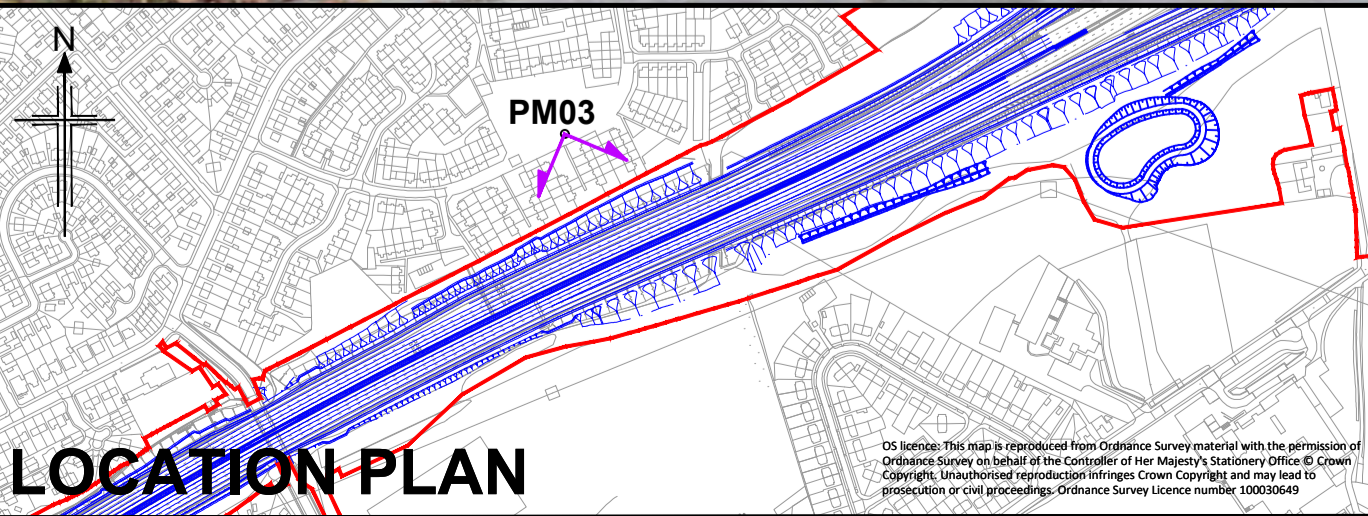 N
PM03
LOCATION PLAN
OS licence: This map is reproduced from Ordnance Survey material with the permission of
Ordnance Survey on behalf of the Controller of Her Majesty's Stationery Office © Crown
Copyright. Unauthorised reproduction infringes Crown Copyright and may lead to
prosecution or civil proceedings. Ordnance Survey Licence number 100030649